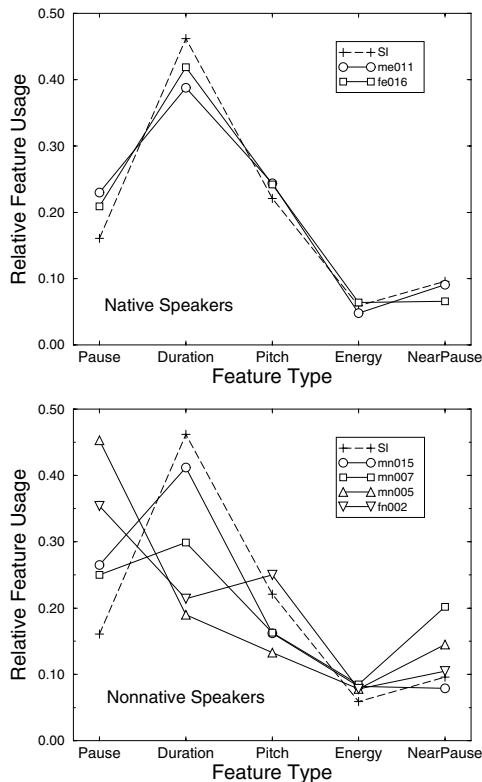 0.50
0.40
0.30
0.20
0.10
0.00
Relative Feature Usage
SI
me011
fe016
Native Speakers
Pause Duration Pitch Energy NearPause
Feature Type
0.50
0.40
0.30
0.20
0.10
0.00
Relative Feature Usage
SI
mn015
mn007
mn005
fn002
Nonnative Speakers
Pause Duration Pitch Energy NearPause
Feature Type